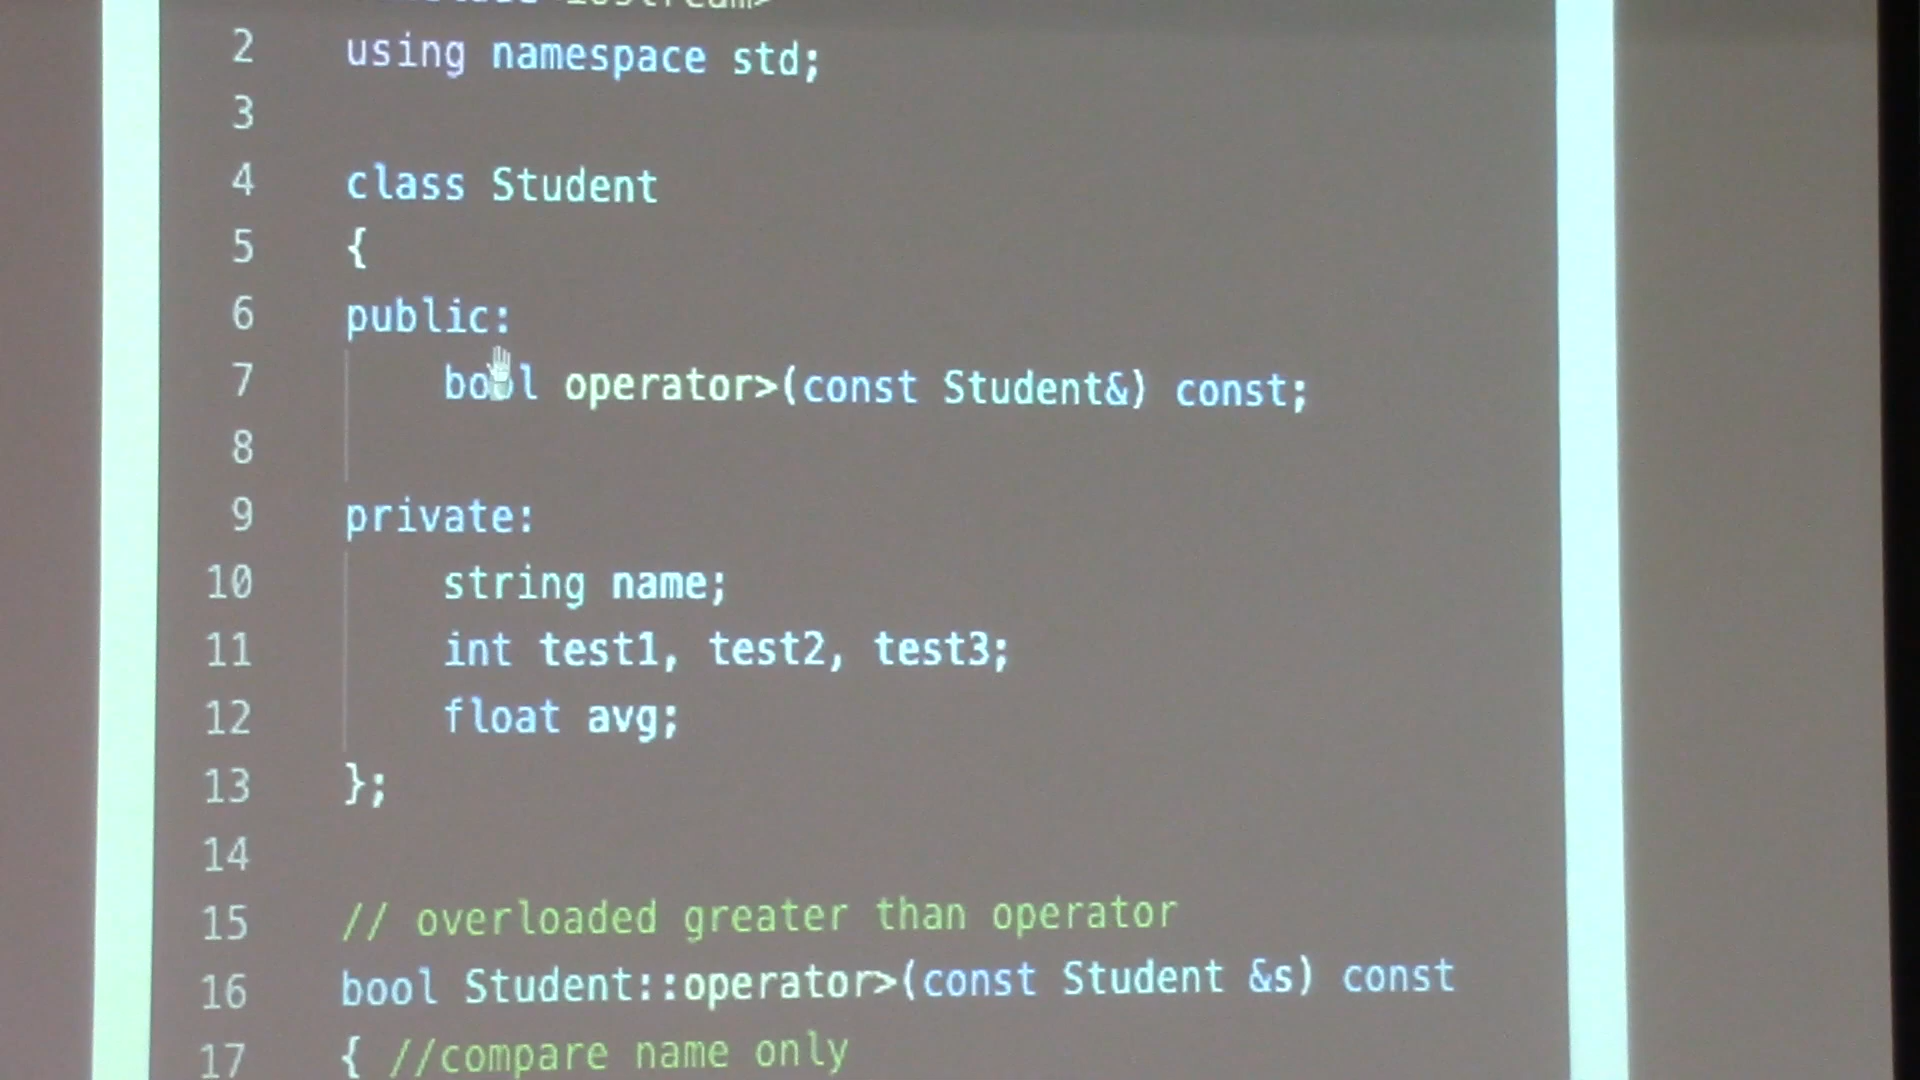 2 using namespace std;
3
4 class Student
5 {
6 public:
7 bool operator>(const Student&) const;
8
9 private:
10 string name;
11 int test1, test2, test3;
12 float avg;
13 };
14
15 // overloaded greater than operator
16 bool Student::operator>(const Student &s) const
17 { //compare name only